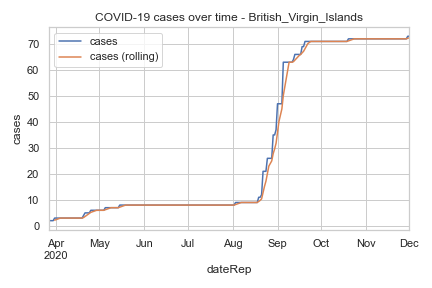 COVID-19 cases over time - British_Virgin_Islands
cases
cases (rolling)
70
60
50
40
30
20
10
0
cases
Apr May Jun Jul Aug Sep Oct Nov Dec
2020
dateRep